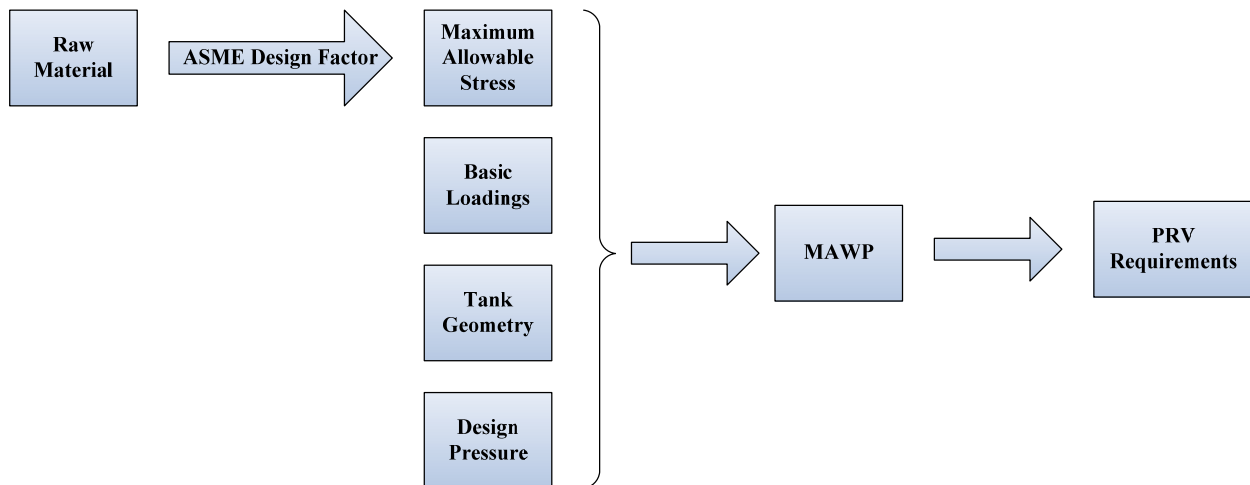 Raw
Material
ASME Design Factor
Maximum
Allowable
Stress
Basic
Loadings
Tank
Geometry
Design
Pressure
MAWP
PRV
Requirements